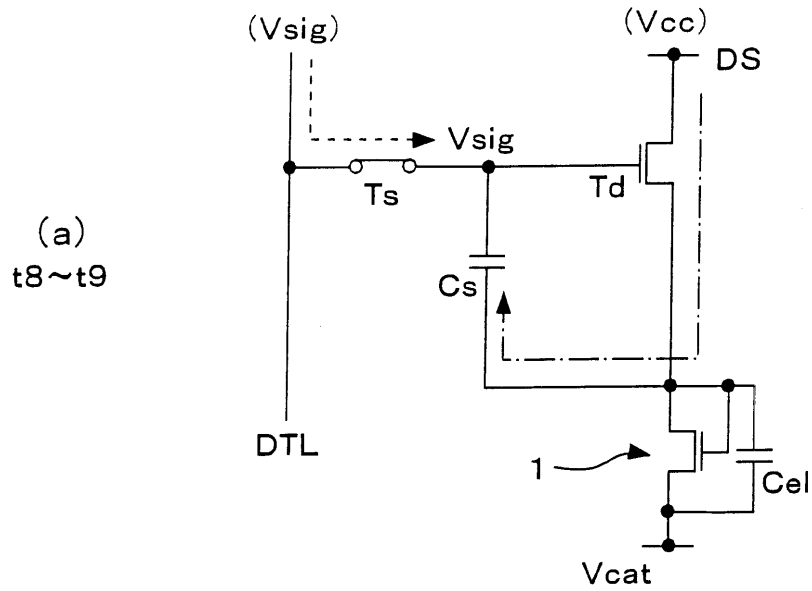 (Vsig)
(Vcc)
DS
Vsig
Ts
Td
(a)
t8~t9
Cs
DTL
1
Cel
Vcat